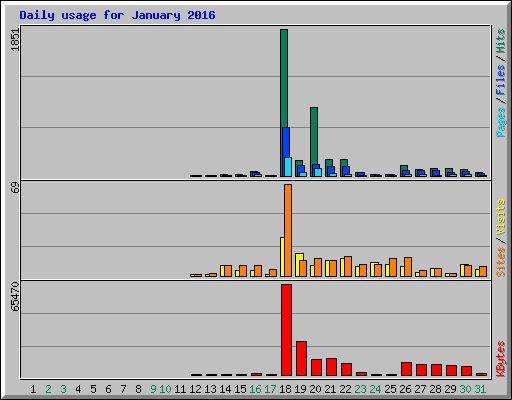 Daily usage for January 2016
1851
Pages / Files / Hits
69
Sites / Visits
65470
KBytes
1 2 3 4 5 6 7 8 9 10 11 12 13 14 15 16 17 18 19 20 21 22 23 24 25 26 27 28 29 30 31